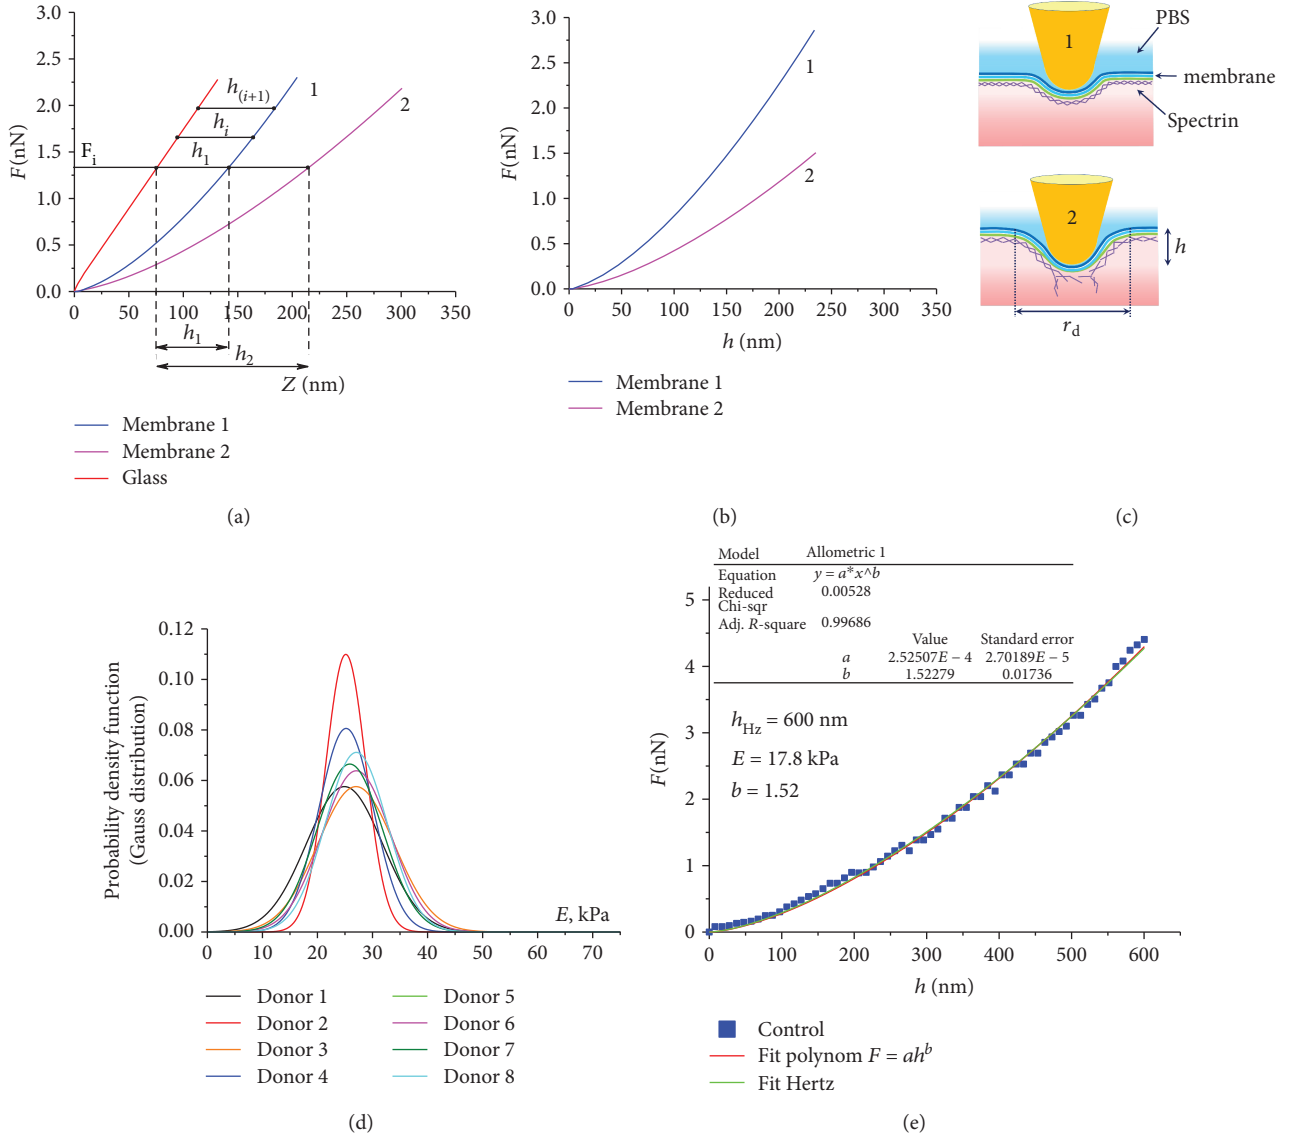 3.0
2.5
2.0
1.5
1.0
0.5
0.0
F(nN)
F_i
h_(i+1)
h_i
h_1
1
2
0 50 100 150 200 250 300 350
h_1
h_2
Z (nm)
Membrane 1
Membrane 2
Glass
(a)
3.0
2.5
2.0
1.5
1.0
0.5
0.0
F(nN)
1
2
0 50 100 150 200 250 300 350
h (nm)
Membrane 1
Membrane 2
(b)
1
PBS
membrane
Spectrin
2
h
r_d
(c)
0.12
0.10
0.08
0.06
0.04
0.02
0.00
Probability density function
(Gauss distribution)
E, kPa
0 10 20 30 40 50 60 70
Donor 1
Donor 2
Donor 3
Donor 4
Donor 5
Donor 6
Donor 7
Donor 8
(d)
Model Allometric 1
Equation y = a*x^b
Reduced 0.00528
Chi-sqr
Adj. R-square 0.99686
Value Standard error
a 2.52507E − 4 2.70189E − 5
b 1.52279 0.01736
h_Hz = 600 nm
E = 17.8 kPa
b = 1.52
5
4
3
2
1
0
F(nN)
0 100 200 300 400 500 600
h (nm)
Control
Fit polynom F = ah^b
Fit Hertz
(e)